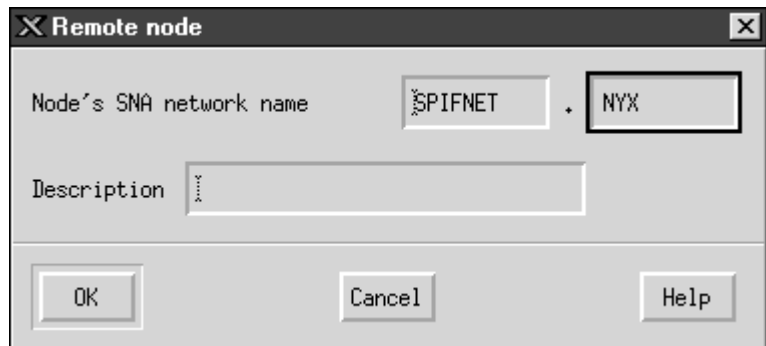 Remote node
Node's SNA network name SPIFNET . NYX
Description
OK Cancel Help